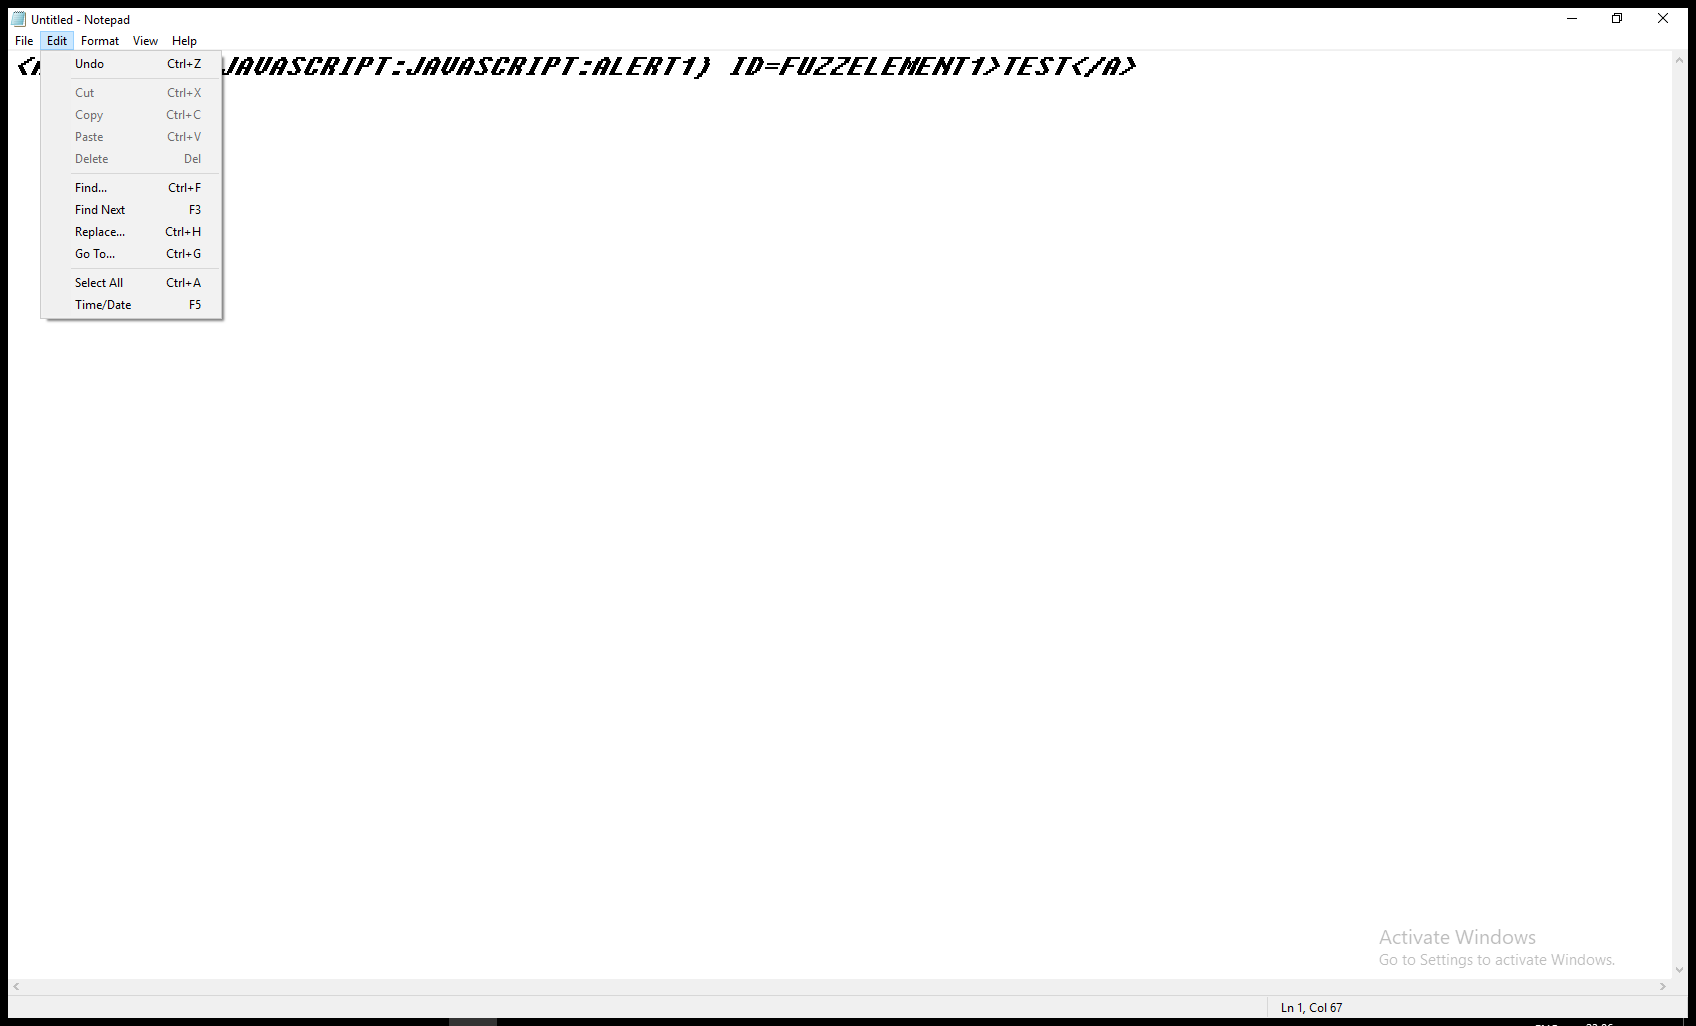 Untitled - Notepad
File Edit Format View Help
JAVASCRIPT:JAVASCRIPT:ALERT1) ID=FUZZELEMENT1>TEST</A>
Undo Ctrl+Z
Cut Ctrl+X
Copy Ctrl+C
Paste Ctrl+V
Delete Del
Find... Ctrl+F
Find Next F3
Replace... Ctrl+H
Go To... Ctrl+G
Select All Ctrl+A
Time/Date F5
Activate Windows
Go to Settings to activate Windows.
Ln 1, Col 67